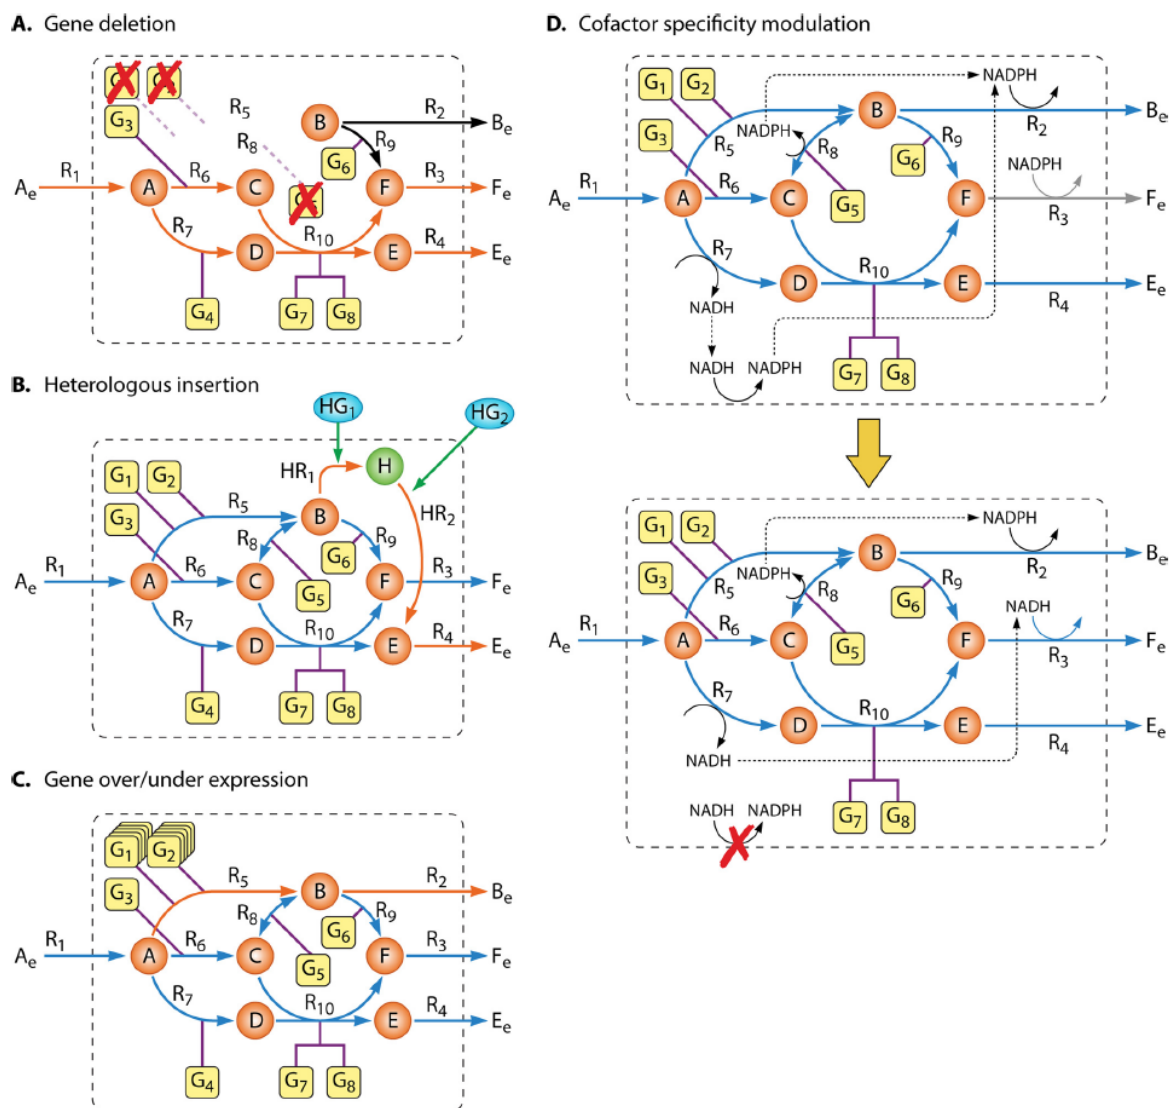 A. Gene deletion
G3
R5
R8
B
R2
Be
G6
R9
Ae
R1
A
R6
C
F
R3
Fe
R7
R10
D
E
R4
Ee
G4
G7
G8
B. Heterologous insertion
HG1
HG2
HR1
H
HR2
G1
G2
R5
B
G3
R8
R9
G6
Ae
R1
A
R6
C
G5
F
R3
Fe
R7
R10
D
E
R4
Ee
G4
G7
G8
C. Gene over/under expression
G1
G2
R5
B
R2
Be
G3
R8
R9
G6
Ae
R1
A
R6
C
G5
F
R3
Fe
R7
R10
D
E
R4
Ee
G4
G7
G8
D. Cofactor specificity modulation
G1
G2
NADPH
B
R2
Be
G3
NADPH
R5
R8
R9
G6
NADPH
Ae
R1
A
R6
C
G5
F
R3
Fe
R7
R10
D
E
R4
Ee
NADH
NADH NADPH
G7
G8
G1
G2
NADPH
B
R2
Be
G3
NADPH
R5
R8
R9
G6
NADH
Ae
R1
A
R6
C
G5
F
R3
Fe
R7
R10
D
E
R4
Ee
NADH
NADH NADPH
G7
G8